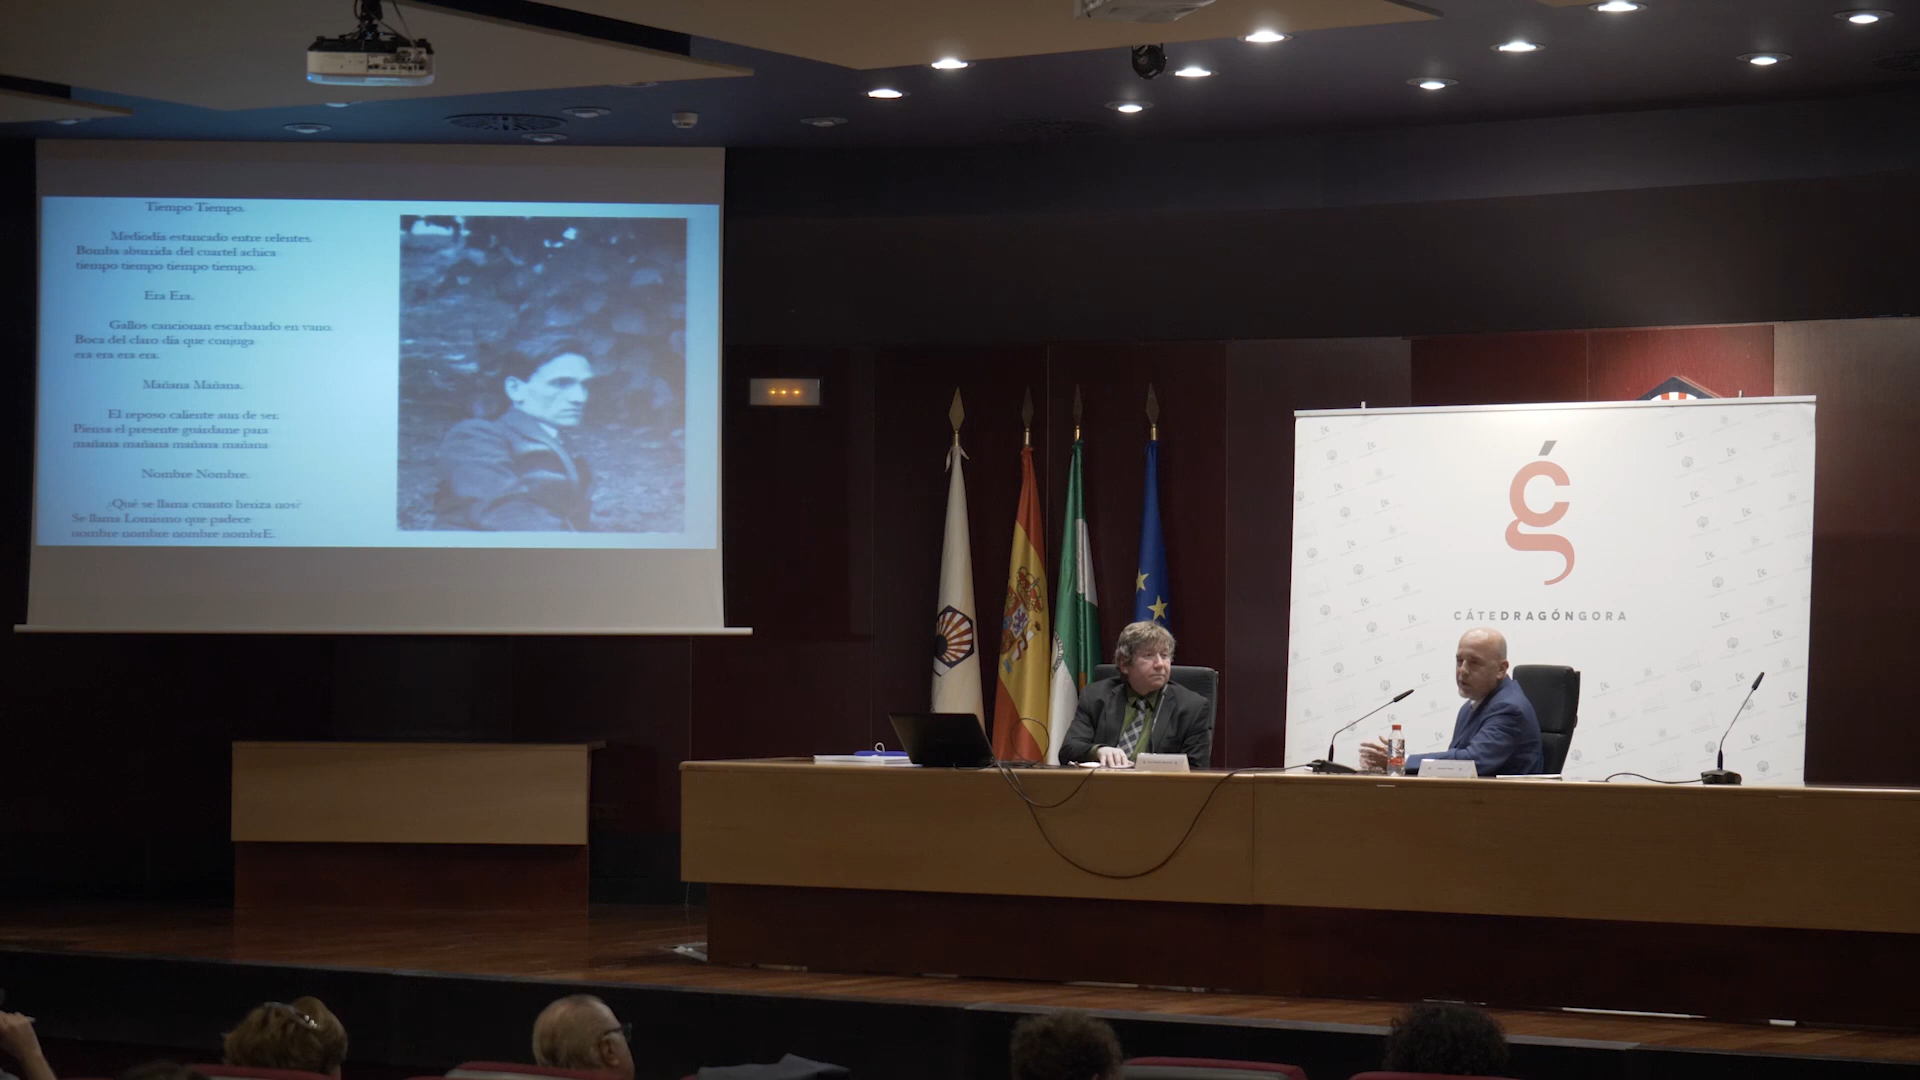 Tiempo Tiempo.
Mediodía estancado entre relentes.
Bomba aburrida del cuartel achica
tiempo tiempo tiempo tiempo.
Era Era.
Gallos cancionan escarbando en vano.
Boca del claro día que conjuga
era era era era.
Mañana Mañana.
El reposo caliente aun de ser.
Piensa el presente guárdame para
mañana mañana mañana mañana
Nombre Nombre.
¿Qué se llama cuanto heriza nos?
Se llama Lomismo que padece
nombre nombre nombre nombrE.
ǵ
CÁTEDRAGÓNGORA